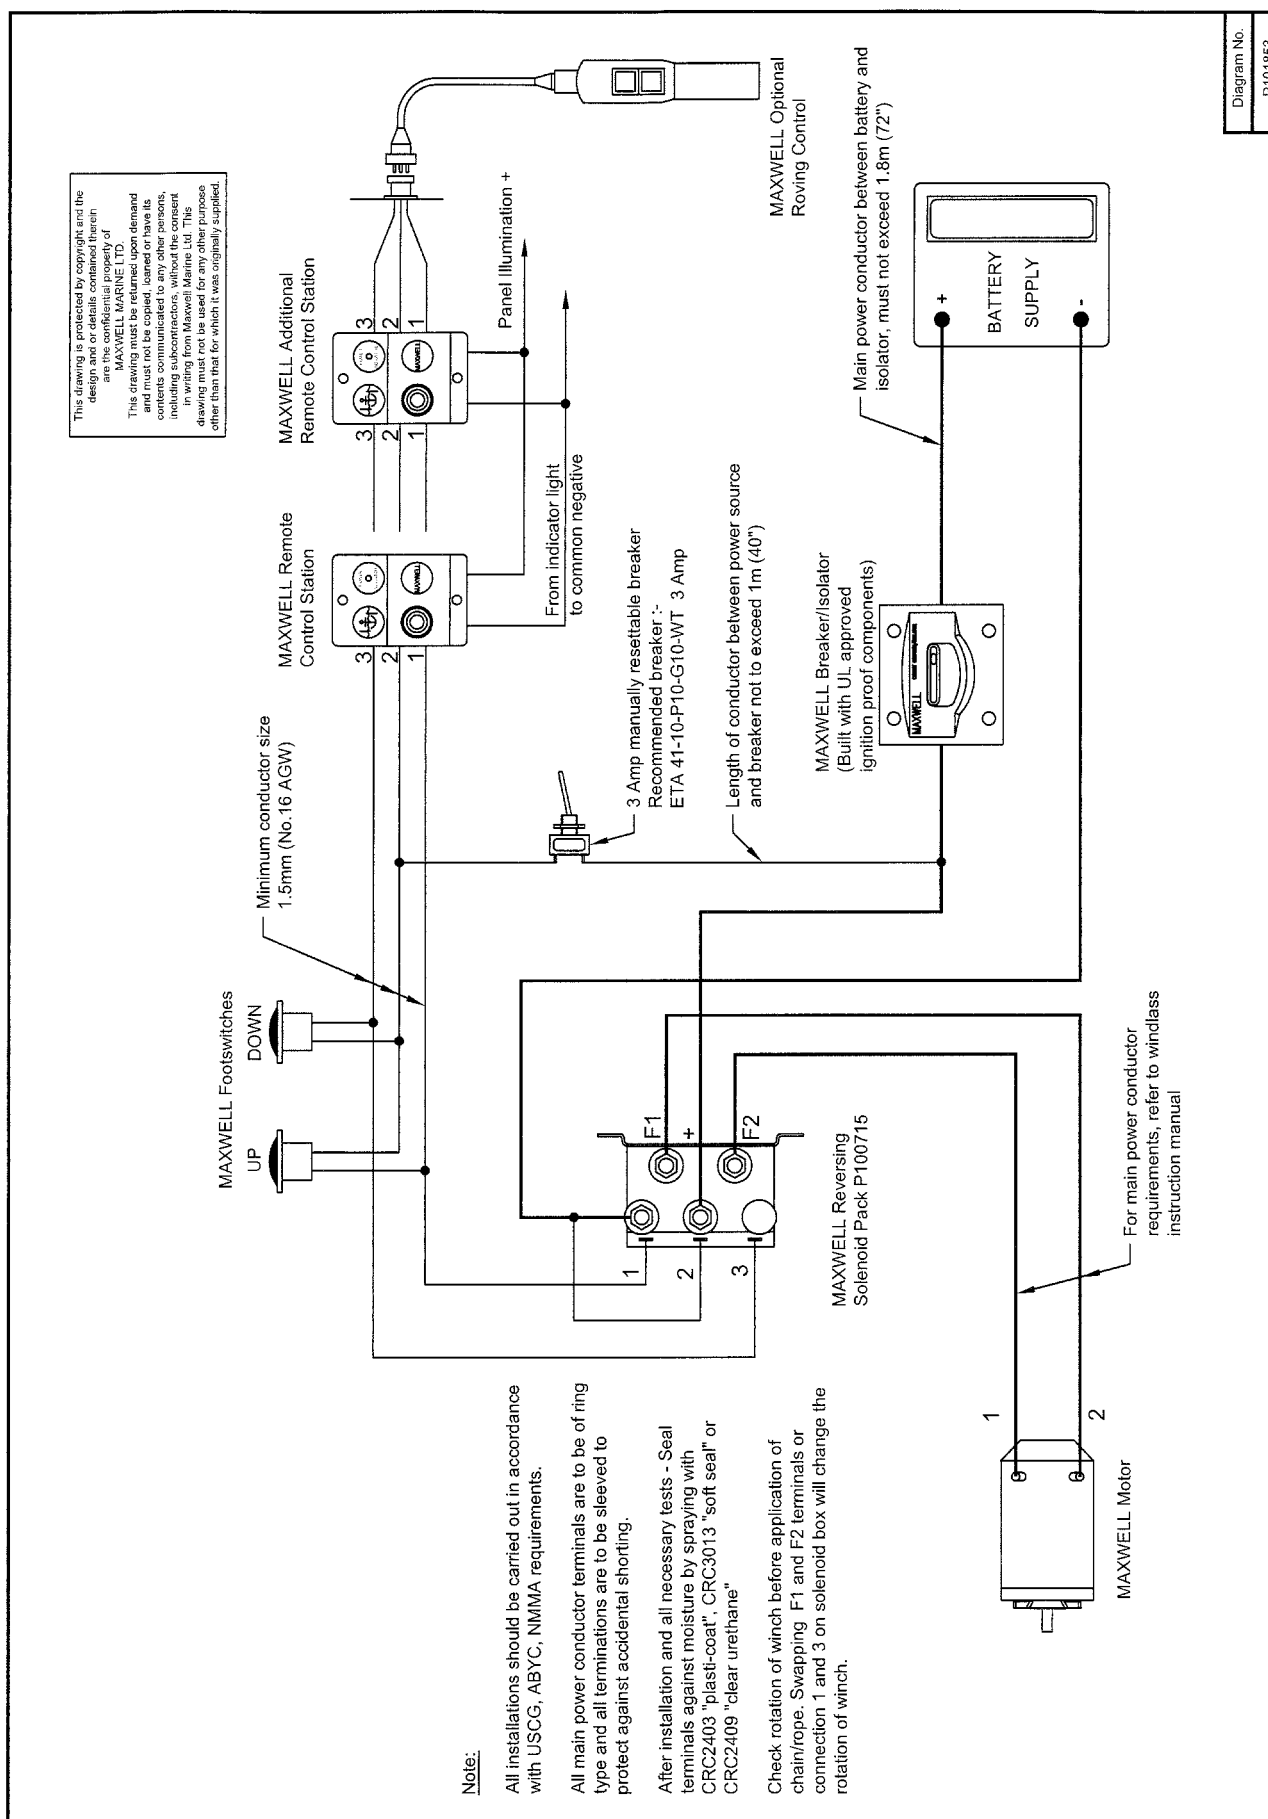 This drawing is protected by copyright and the
design and or details contained therein
are the confidential property of
MAXWELL MARINE LTD.
This drawing must be returned upon demand
and must not be copied, loaned or have its
contents communicated to any other persons,
including subcontractors, without the consent
in writing from Maxwell Marine Ltd. This
drawing must not be used for any other purpose
other than that for which it was originally supplied.
MAXWELL Footswitches
UP
DOWN
Minimum conductor size
1.5mm (No.16 AGW)
MAXWELL Remote
Control Station
3
2
1
MAXWELL
MAXWELL Additional
Remote Control Station
3
2
1
3
2
1
MAXWELL
Panel Illumination +
From indicator light
to common negative
MAXWELL Optional
Roving Control
3 Amp manually resettable breaker
Recommended breaker :-
ETA 41-10-P10-G10-WT 3 Amp
Length of conductor between power source
and breaker not to exceed 1m (40")
MAXWELL Breaker/Isolator
(Built with UL approved
ignition proof components)
MAXWELL
Main power conductor between battery and
isolator, must not exceed 1.8m (72")
+
BATTERY
SUPPLY
-
F1
+
F2
1
2
3
MAXWELL Reversing
Solenoid Pack P100715
For main power conductor
requirements, refer to windlass
instruction manual
1
2
MAXWELL Motor
Note:
All installations should be carried out in accordance
with USCG, ABYC, NMMA requirements.
All main power conductor terminals are to be of ring
type and all terminations are to be sleeved to
protect against accidental shorting.
After installation and all necessary tests - Seal
terminals against moisture by spraying with
CRC2403 "plasti-coat", CRC3013 "soft seal" or
CRC2409 "clear urethane"
Check rotation of winch before application of
chain/rope. Swapping F1 and F2 terminals or
connection 1 and 3 on solenoid box will change the
rotation of winch.
Diagram No.